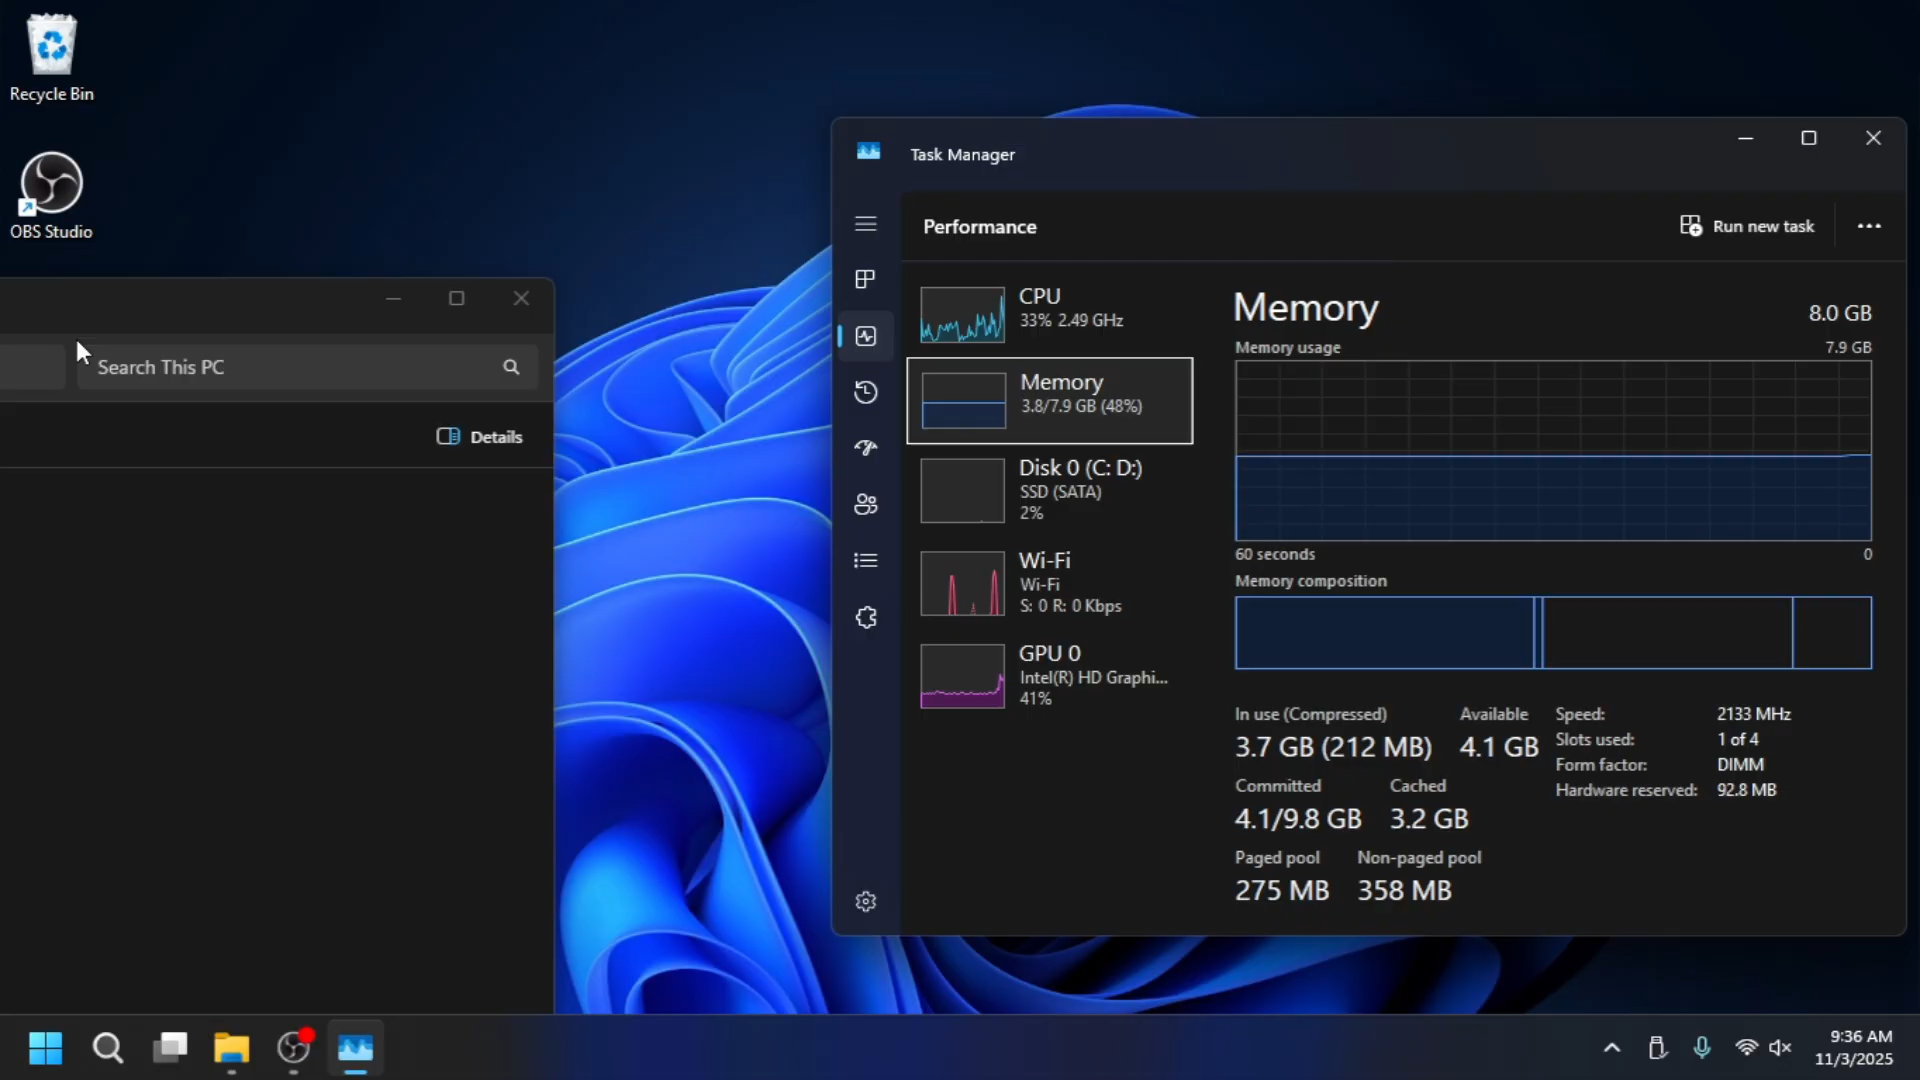 Recycle Bin
OBS Studio
Search This PC
Details
Task Manager
Performance
Run new task
CPU
33% 2.49 GHz
Memory
3.8/7.9 GB (48%)
Disk 0 (C: D:)
SSD (SATA)
2%
Wi-Fi
Wi-Fi
S: 0 R: 0 Kbps
GPU 0
Intel(R) HD Graphi...
41%
Memory
8.0 GB
Memory usage
7.9 GB
60 seconds
0
Memory composition
In use (Compressed)
3.7 GB (212 MB)
Available
4.1 GB
Committed
4.1/9.8 GB
Cached
3.2 GB
Paged pool
275 MB
Non-paged pool
358 MB
Speed: 2133 MHz
Slots used: 1 of 4
Form factor: DIMM
Hardware reserved: 92.8 MB
9:36 AM
11/3/2025